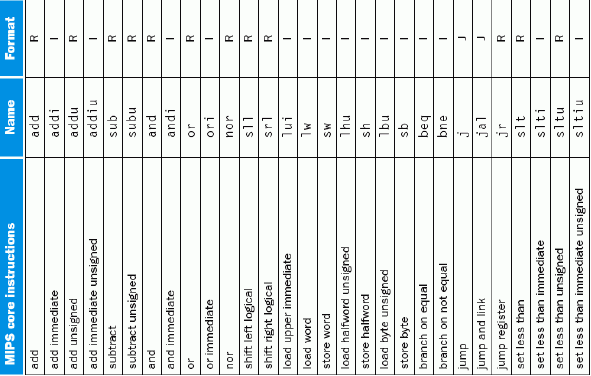 MIPS core instructions Name Format
add add R
add immediate addi I
add unsigned addu R
add immediate unsigned addiu I
subtract sub R
subtract unsigned subu R
and and R
and immediate andi I
or or R
or immediate ori I
nor nor R
shift left logical sll R
shift right logical srl R
load upper immediate lui I
load word lw I
store word sw I
load halfword unsigned lhu I
store halfword sh I
load byte unsigned lbu I
store byte sb I
branch on equal beq I
branch on not equal bne I
jump j J
jump and link jal J
jump register jr R
set less than slt R
set less than immediate slti I
set less than unsigned sltu R
set less than immediate unsigned sltiu I